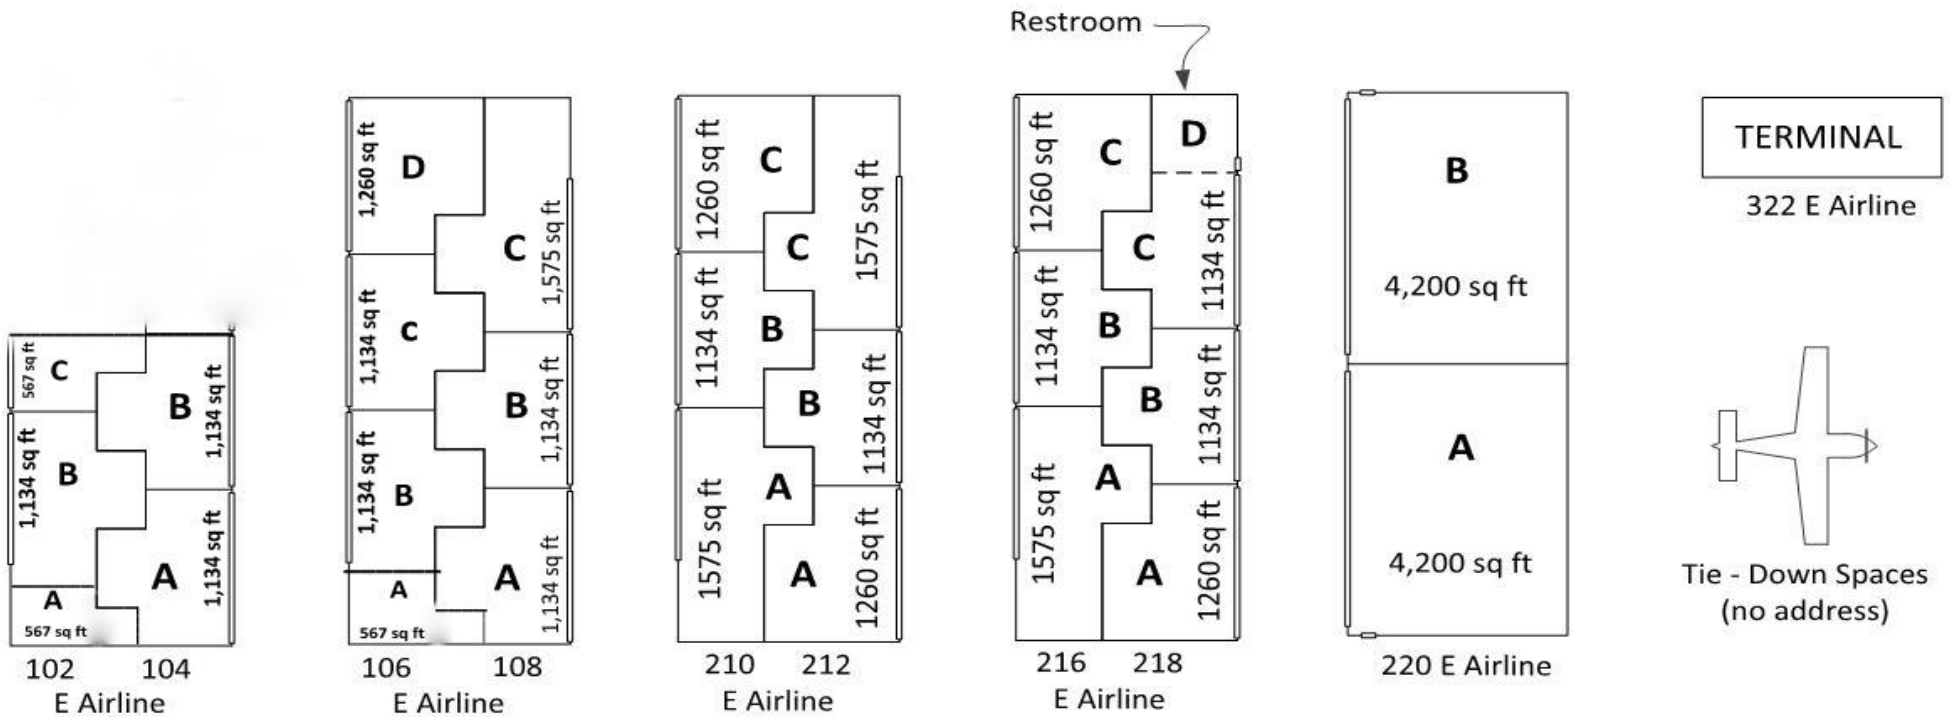 Restroom
C
567 sq ft
B
1,134 sq ft
A
567 sq ft
B
1,134 sq ft
A
1,134 sq ft
102 104
E Airline
D
1,260 sq ft
c
1,134 sq ft
B
1,134 sq ft
A
567 sq ft
C
1,575 sq ft
B
1,134 sq ft
A
1,134 sq ft
106 108
E Airline
C
1260 sq ft
B
1134 sq ft
A
1575 sq ft
C
1575 sq ft
B
1134 sq ft
A
1260 sq ft
210 212
E Airline
C
1260 sq ft
B
1134 sq ft
A
1575 sq ft
D
C
1134 sq ft
B
1134 sq ft
A
1260 sq ft
216 218
E Airline
B
4,200 sq ft
A
4,200 sq ft
220 E Airline
TERMINAL
322 E Airline
Tie - Down Spaces
(no address)